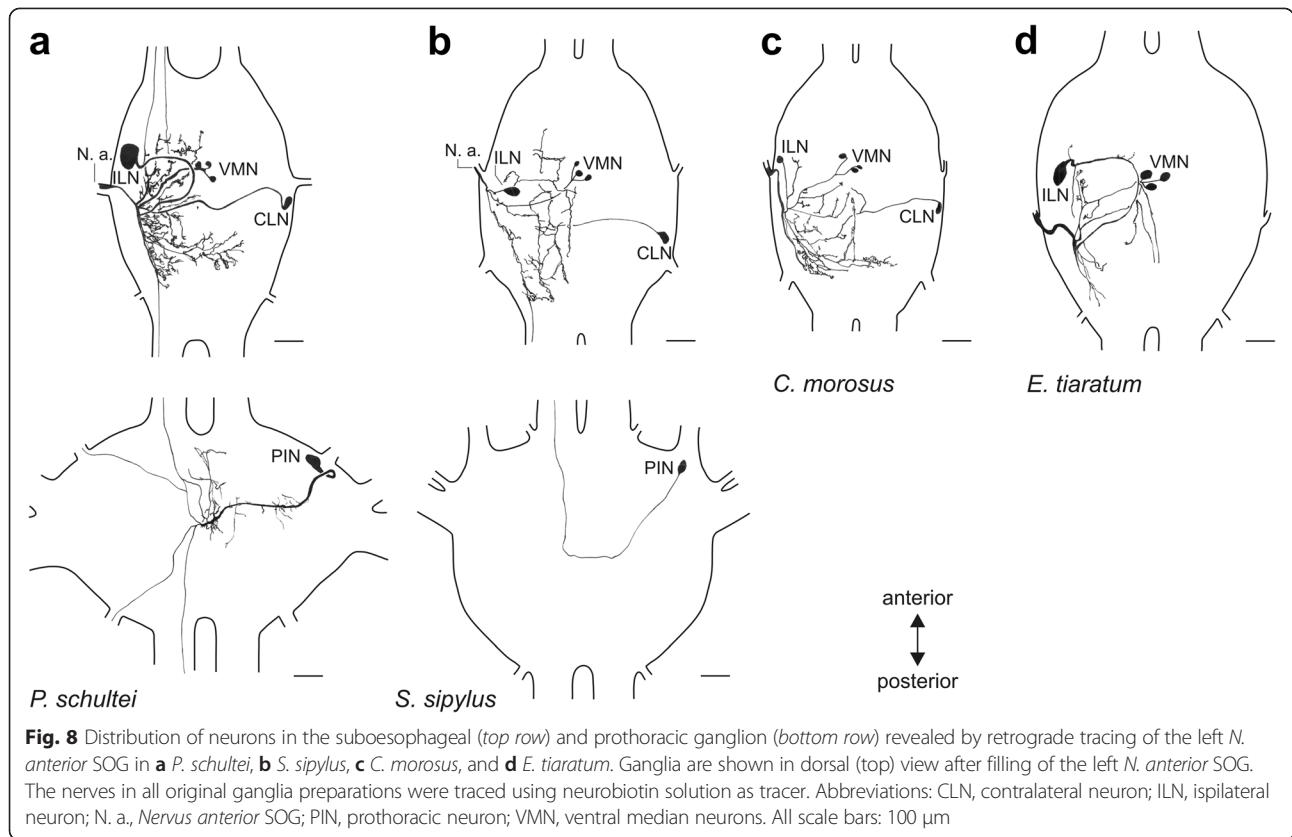 a
b
c
d
N. a.
ILN
VMN
CLN
N. a.
ILN
VMN
CLN
ILN
VMN
CLN
ILN
VMN
C. morosus
E. tiaratum
PIN
PIN
anterior
posterior
P. schultei
S. sipylus
Fig. 8 Distribution of neurons in the suboesophageal (top row) and prothoracic ganglion (bottom row) revealed by retrograde tracing of the left N.
anterior SOG in a P. schultei, b S. sipylus, c C. morosus, and d E. tiaratum. Ganglia are shown in dorsal (top) view after filling of the left N. anterior SOG.
The nerves in all original ganglia preparations were traced using neurobiotin solution as tracer. Abbreviations: CLN, contralateral neuron; ILN, ispilateral
neuron; N. a., Nervus anterior SOG; PIN, prothoracic neuron; VMN, ventral median neurons. All scale bars: 100 μm